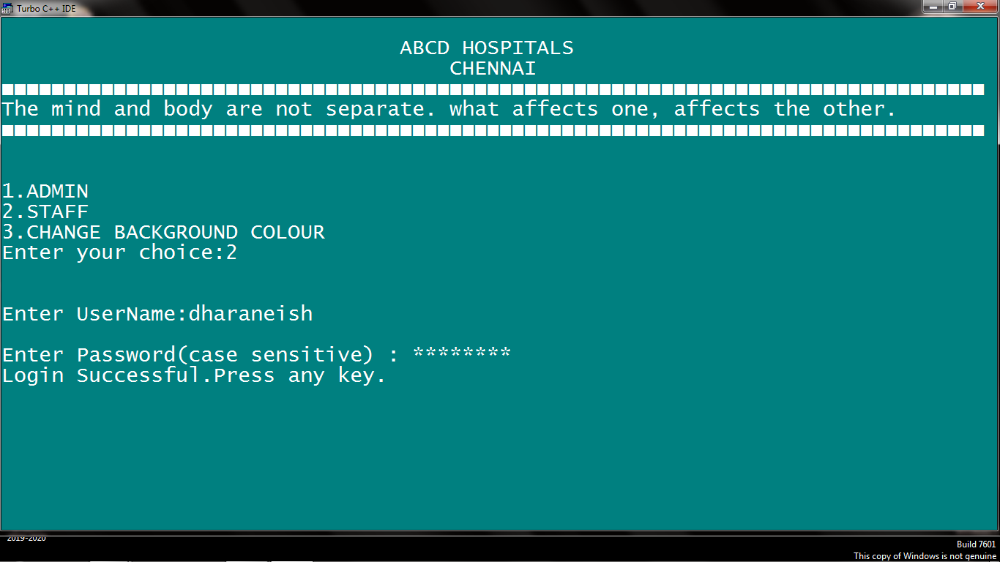 Turbo C++ IDE
ABCD HOSPITALS
CHENNAI
The mind and body are not separate. what affects one, affects the other.
1.ADMIN
2.STAFF
3.CHANGE BACKGROUND COLOUR
Enter your choice:2
Enter UserName:dharaneish
Enter Password(case sensitive) : ********
Login Successful.Press any key.
2019-2020
Build 7601
This copy of Windows is not genuine